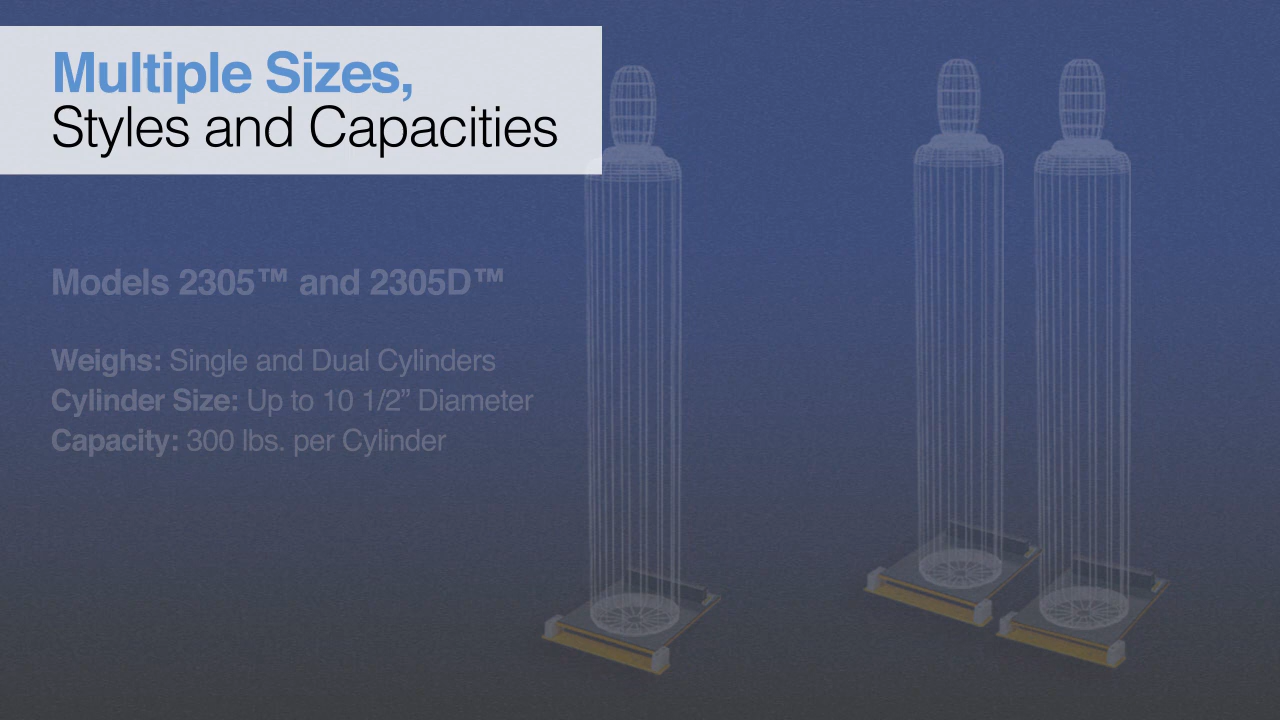 Multiple Sizes,
Styles and Capacities
Models 2305™ and 2305D™
Weighs: Single and Dual Cylinders
Cylinder Size: Up to 10 1/2” Diameter
Capacity: 300 lbs. per Cylinder